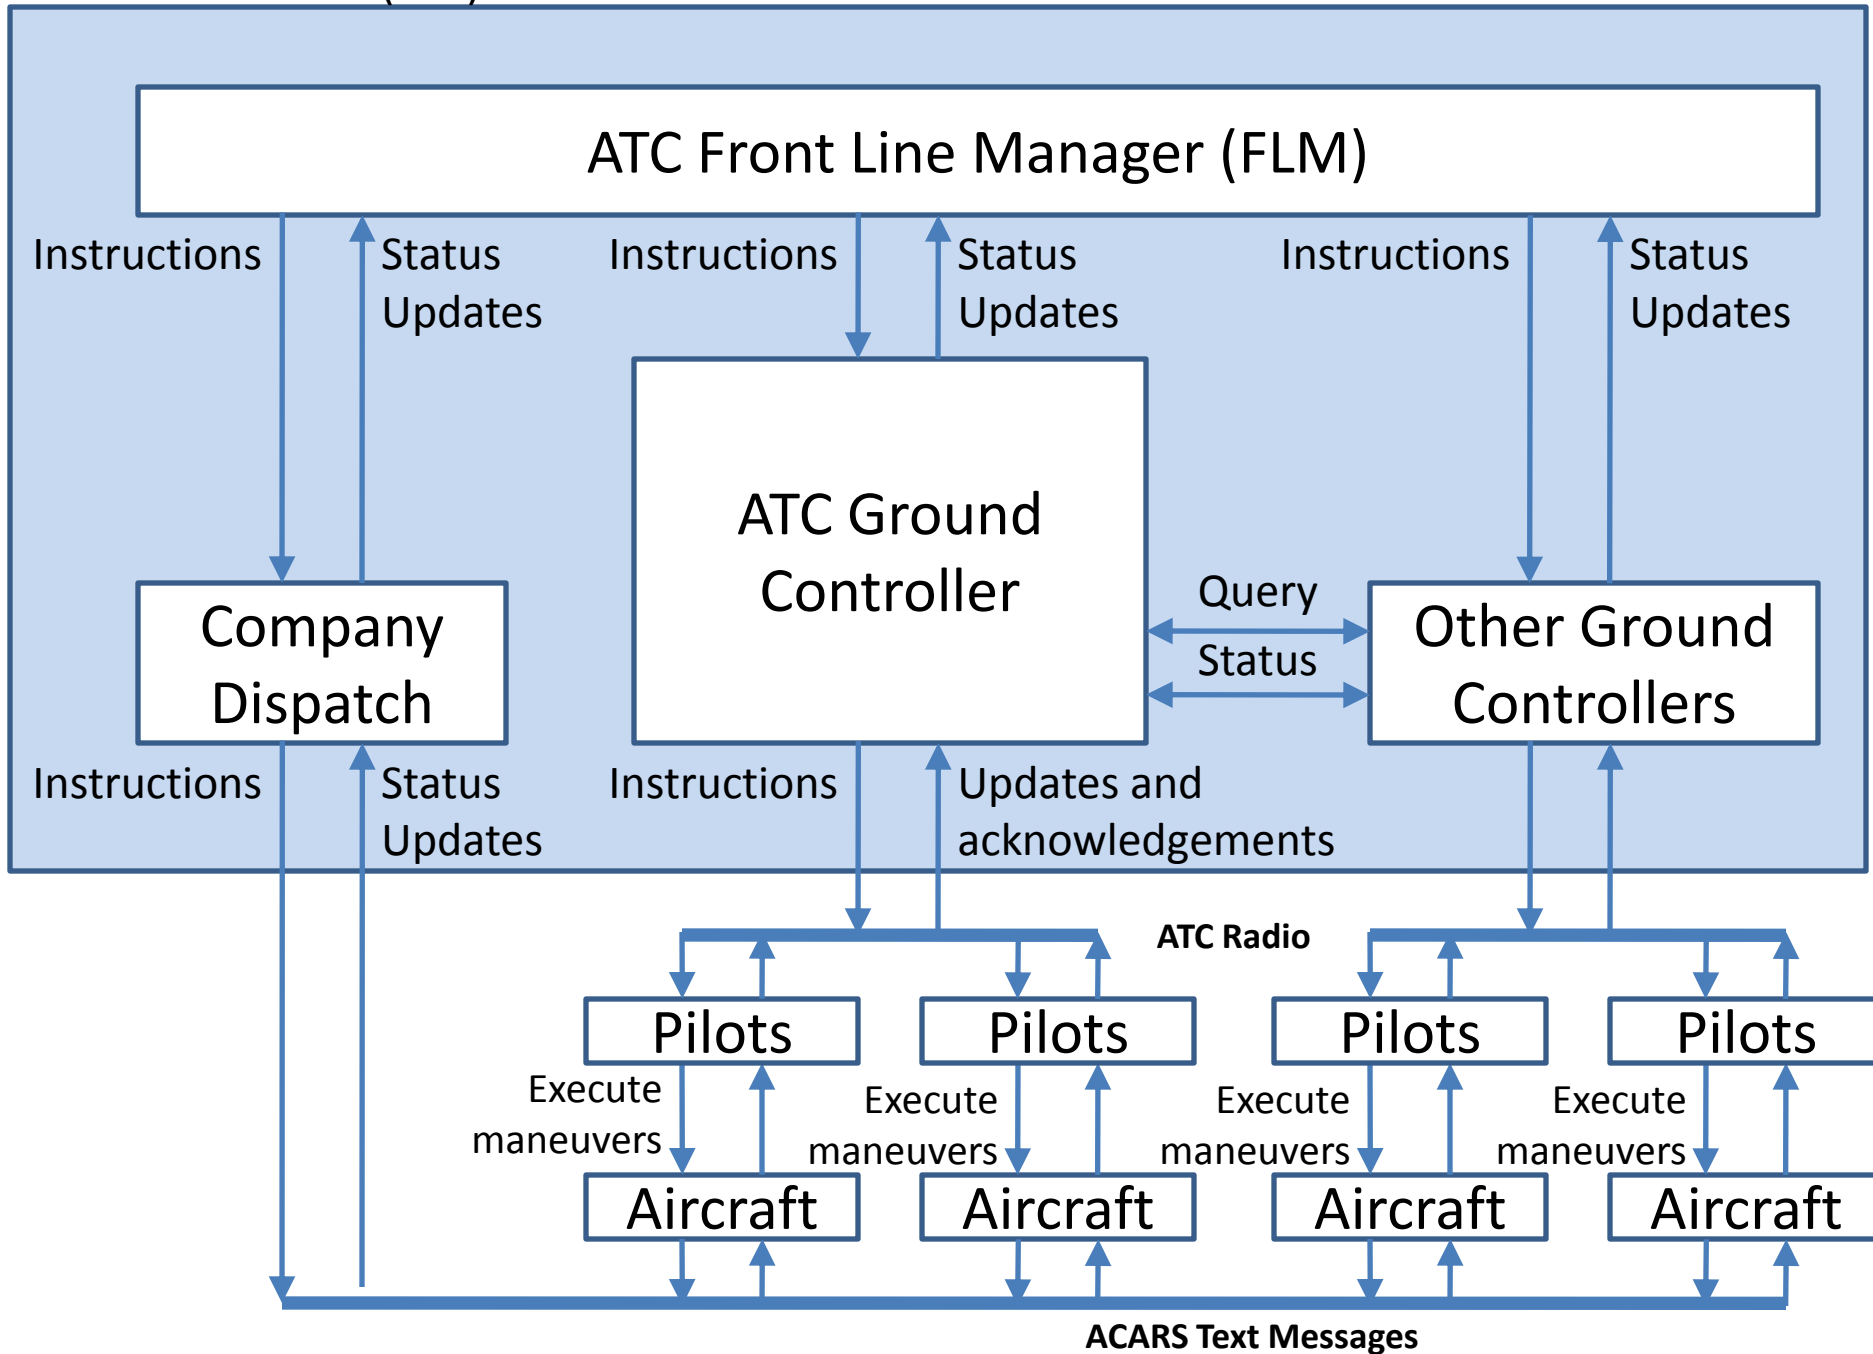 ATC Front Line Manager (FLM)
Instructions
Status
Updates
Instructions
Status
Updates
Instructions
Status
Updates
ATC Ground
Controller
Company
Dispatch
Query
Status
Other Ground
Controllers
Instructions
Status
Updates
Instructions
Updates and
acknowledgements
ATC Radio
Pilots
Pilots
Pilots
Pilots
Execute
maneuvers
Execute
maneuvers
Execute
maneuvers
Execute
maneuvers
Aircraft
Aircraft
Aircraft
Aircraft
ACARS Text Messages